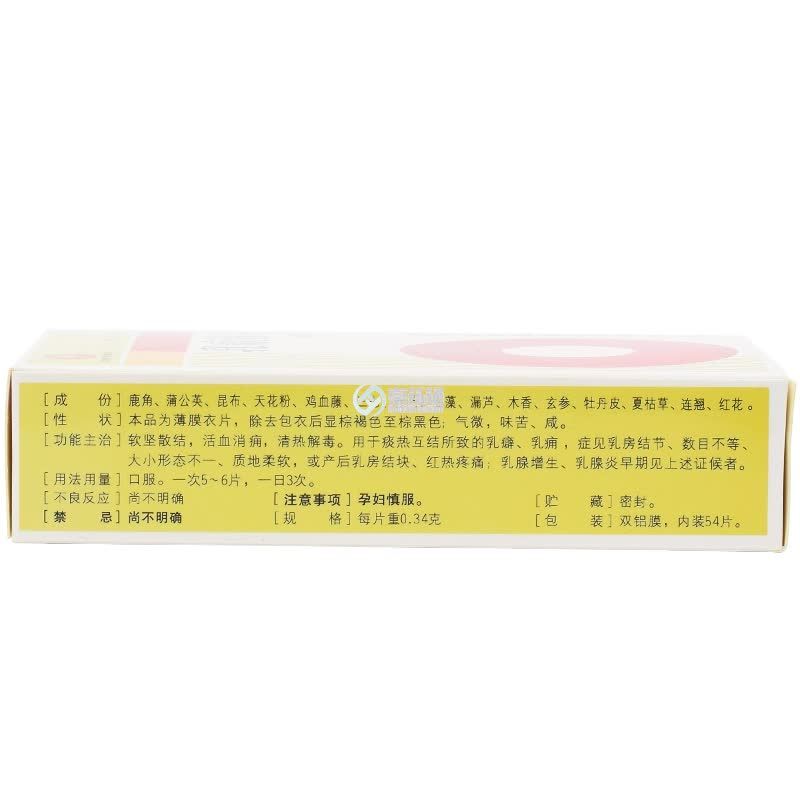 [成 份] 鹿角、蒲公英、昆布、天花粉、鸡血藤、 藻、漏芦、木香、玄参、牡丹皮、夏枯草、连翘、红花。
[性 状] 本品为薄膜衣片,除去包衣后显棕褐色至棕黑色;气微,味苦、咸。
[功能主治] 软坚散结,活血消痈,清热解毒。用于痰热互结所致的乳癖、乳痈,症见乳房结节、数目不等、
大小形态不一、质地柔软,或产后乳房结块、红热疼痛;乳腺增生、乳腺炎早期见上述证候者。
[用法用量] 口服。一次5~6片,一日3次。
[不良反应] 尚不明确 [注意事项] 孕妇慎服。 [贮 藏] 密封。
[禁 忌] 尚不明确 [规 格] 每片重0.34克 [包 装] 双铝膜,内装54片。